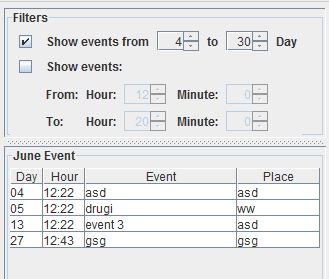 Filters
Show events from 4 to 30 Day
Show events:
From: Hour: 12 Minute: 0
To: Hour: 20 Minute: 0
June Event
Day Hour Event Place
04 12:22 asd asd
05 12:22 drugi ww
13 12:22 event 3 asd
27 12:43 gsg gsg